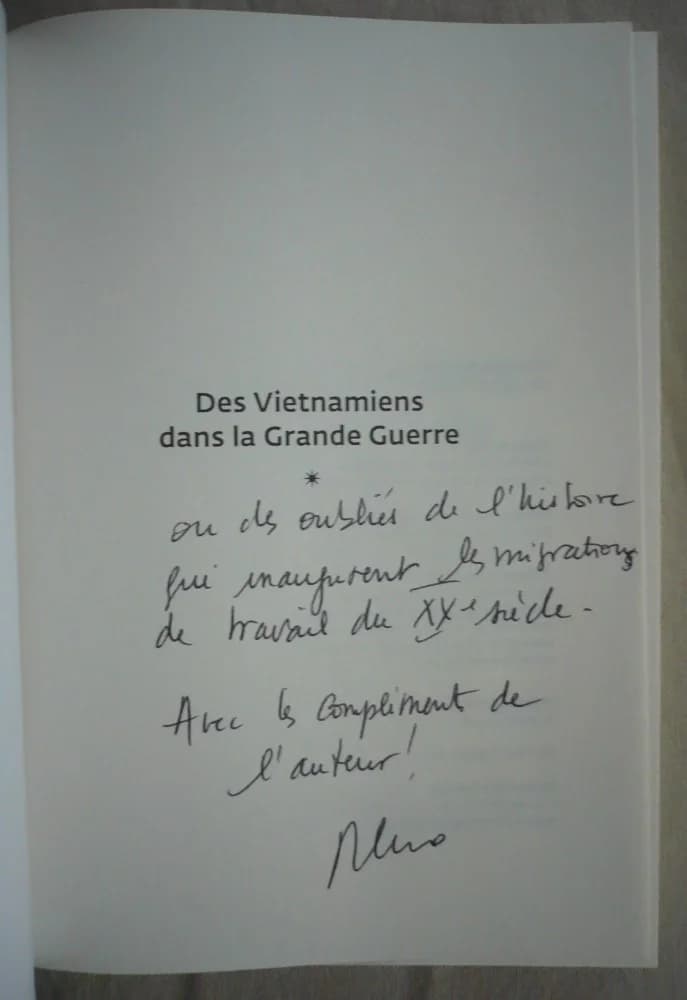 Des Vietnamiens
dans la Grande Guerre
*
ou des oubliés de l'histoire
qui inaugurent les migrations
de travail du XXe siècle.
Avec les compliments de
l'auteur !